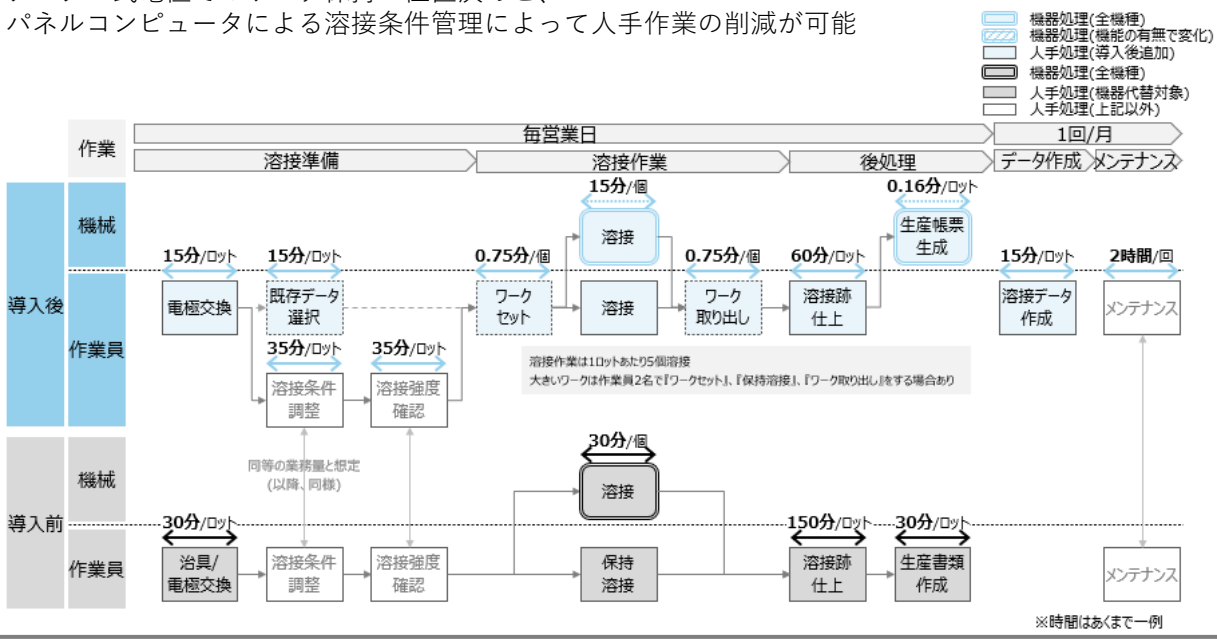 パネルコンピュータによる溶接条件管理によって人手作業の削減が可能
機器処理(全機種)
機器処理(機能の有無で変化)
人手処理(導入後追加)
機器処理(全機種)
人手処理(機器代替対象)
人手処理(上記以外)
作業
毎営業日
1回/月
溶接準備
溶接作業
後処理
データ作成
メンテナンス
導入後
機械
15分/個
溶接
0.16分/ロット
生産帳票
生成
作業員
15分/ロット
電極交換
15分/ロット
既存データ
選択
0.75分/個
ワーク
セット
溶接
0.75分/個
ワーク
取り出し
60分/ロット
溶接跡
仕上
15分/ロット
溶接データ
作成
2時間/回
メンテナンス
35分/ロット
溶接条件
調整
35分/ロット
溶接強度
確認
溶接作業は1ロットあたり5個溶接
大きいワークは作業員2名で『ワークセット』、『保持溶接』、『ワーク取り出し』をする場合あり
同等の業務量と想定
(以降、同様)
導入前
機械
30分/個
溶接
作業員
30分/ロット
治具/
電極交換
溶接条件
調整
溶接強度
確認
保持
溶接
150分/ロット
溶接跡
仕上
30分/ロット
生産書類
作成
メンテナンス
※時間はあくまで一例